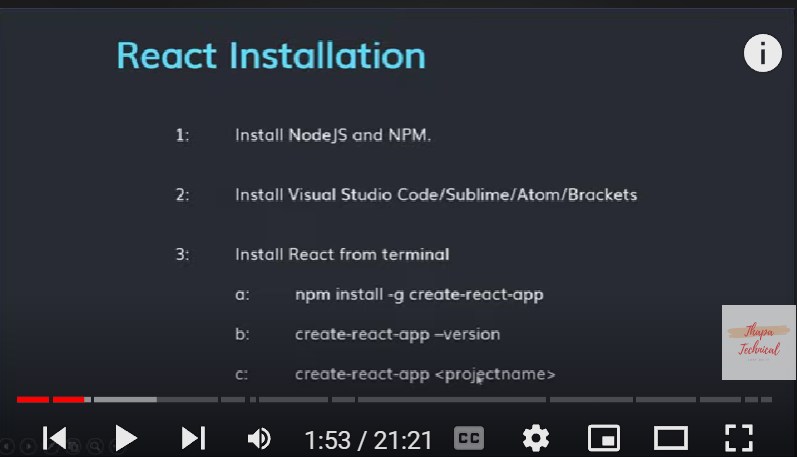 React Installation
i
1: Install NodeJS and NPM.
2: Install Visual Studio Code/Sublime/Atom/Brackets
3: Install React from terminal
a: npm install -g create-react-app
b: create-react-app –version
c: create-react-app <projectname>
Thapa
Technical
1:53 / 21:21 CC